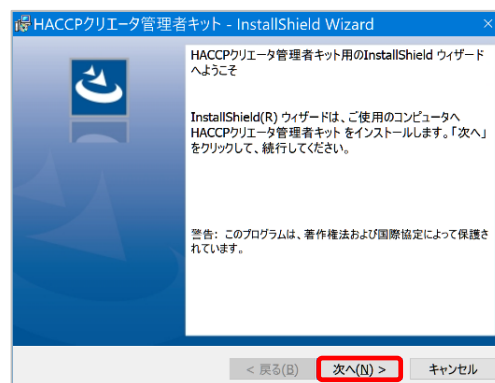 HACCPクリエータ管理者キット - InstallShield Wizard
HACCPクリエータ管理者キット用のInstallShield ウィザード
へようこそ
InstallShield(R) ウィザードは、ご使用のコンピュータへ
HACCPクリエータ管理者キット をインストールします。「次へ」
をクリックして、続行してください。
警告: このプログラムは、著作権法および国際協定によって保護さ
れています。
< 戻る(B) 次へ(N) > キャンセル